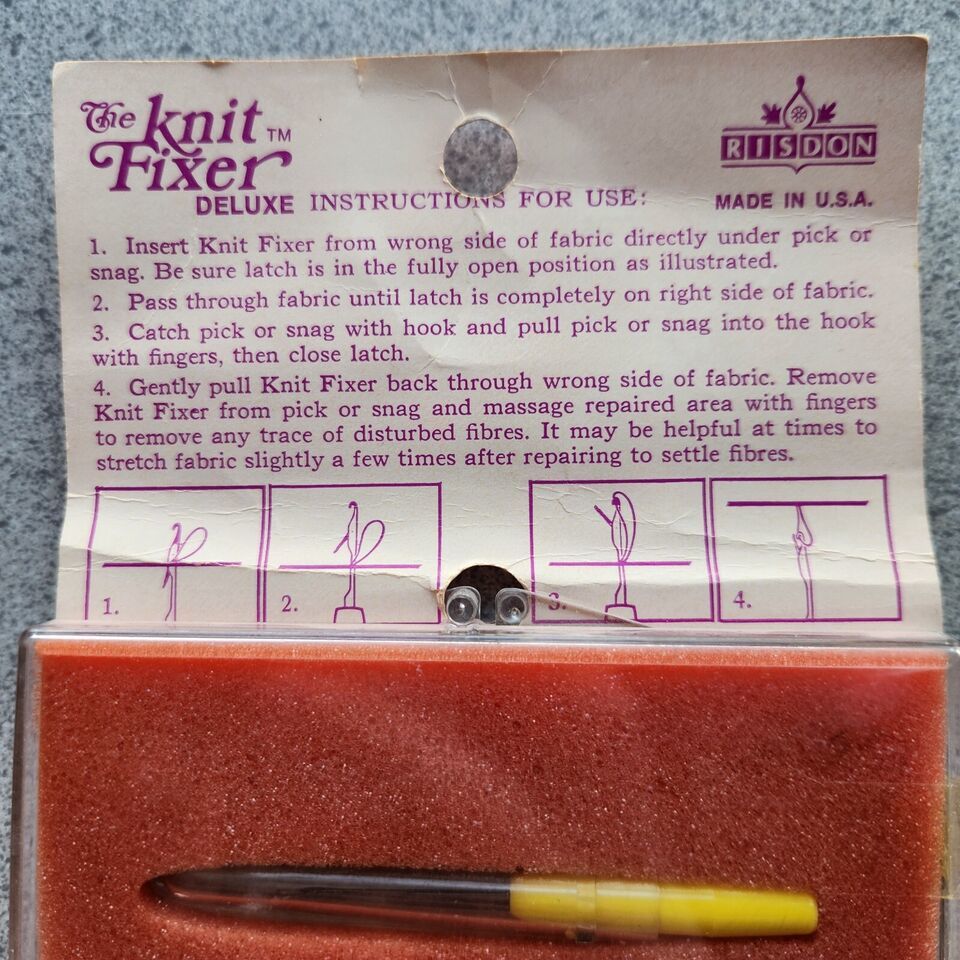 The knit TM
Fixer
RISDON
DELUXE INSTRUCTIONS FOR USE: MADE IN U.S.A.
1. Insert Knit Fixer from wrong side of fabric directly under pick or
snag. Be sure latch is in the fully open position as illustrated.
2. Pass through fabric until latch is completely on right side of fabric.
3. Catch pick or snag with hook and pull pick or snag into the hook
with fingers, then close latch.
4. Gently pull Knit Fixer back through wrong side of fabric. Remove
Knit Fixer from pick or snag and massage repaired area with fingers
to remove any trace of disturbed fibres. It may be helpful at times to
stretch fabric slightly a few times after repairing to settle fibres.
1. 2. 3. 4.